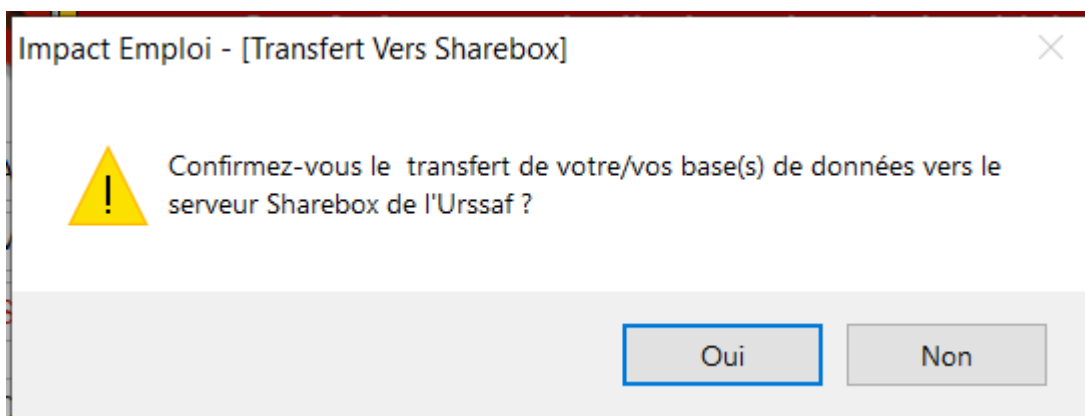 Impact Emploi - [Transfert Vers Sharebox]
Confirmez-vous le  transfert de votre/vos base(s) de données vers le
serveur Sharebox de l'Urssaf ?
Oui
Non